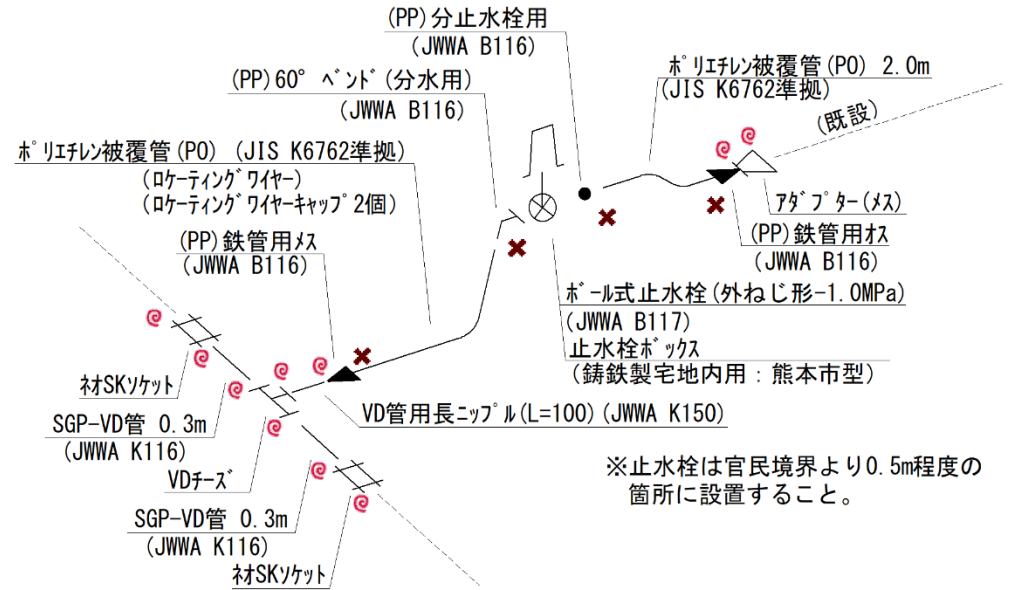 (PP)分止水栓用
(JWWA B116)
ポリエチレン被覆管(PO) 2.0m
(JIS K6762準拠)
(PP)60° ベンド(分水用)
(JWWA B116)
(既設)
ポリエチレン被覆管(PO) (JIS K6762準拠)
(ロケーティングワイヤー)
(ロケーティングワイヤーキャップ2個)
アダプター(メス)
(PP)鉄管用オス
(JWWA B116)
(PP)鉄管用メス
(JWWA B116)
ボール式止水栓(外ねじ形-1.0MPa)
(JWWA B117)
止水栓ボックス
(鋳鉄製宅地内用:熊本市型)
ネオSKソケット
VD管用長ニップル(L=100)(JWWA K150)
SGP-VD管 0.3m
(JWWA K116)
VDチーズ
※止水栓は官民境界より0.5m程度の
箇所に設置すること。
SGP-VD管 0.3m
(JWWA K116)
ネオSKソケット